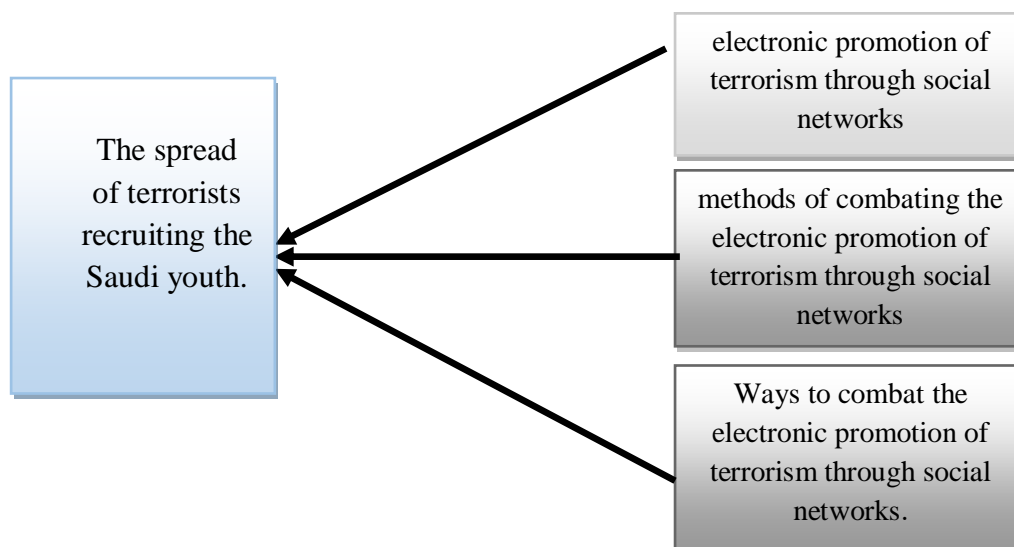 The spread
of terrorists
recruiting the
Saudi youth.
electronic promotion of
terrorism through social
networks
methods of combating the
electronic promotion of
terrorism through social
networks
Ways to combat the
electronic promotion of
terrorism through social
networks.